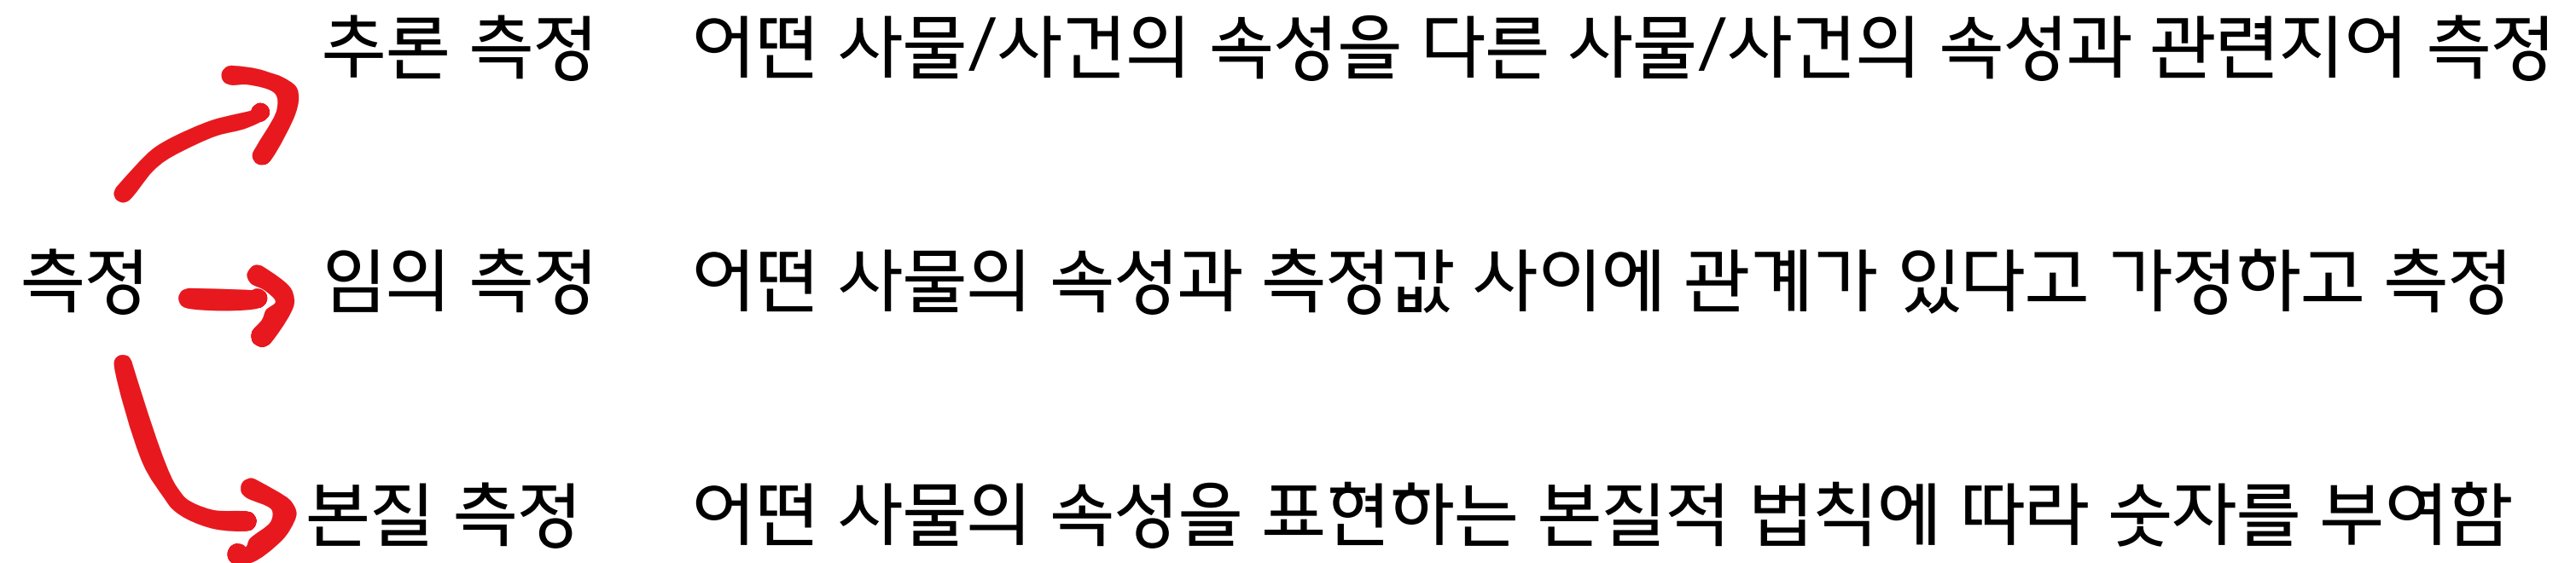 추론 측정 어떤 사물/사건의 속성을 다른 사물/사건의 속성과 관련지어 측정
측정 임의 측정 어떤 사물의 속성과 측정값 사이에 관계가 있다고 가정하고 측정
본질 측정 어떤 사물의 속성을 표현하는 본질적 법칙에 따라 숫자를 부여함